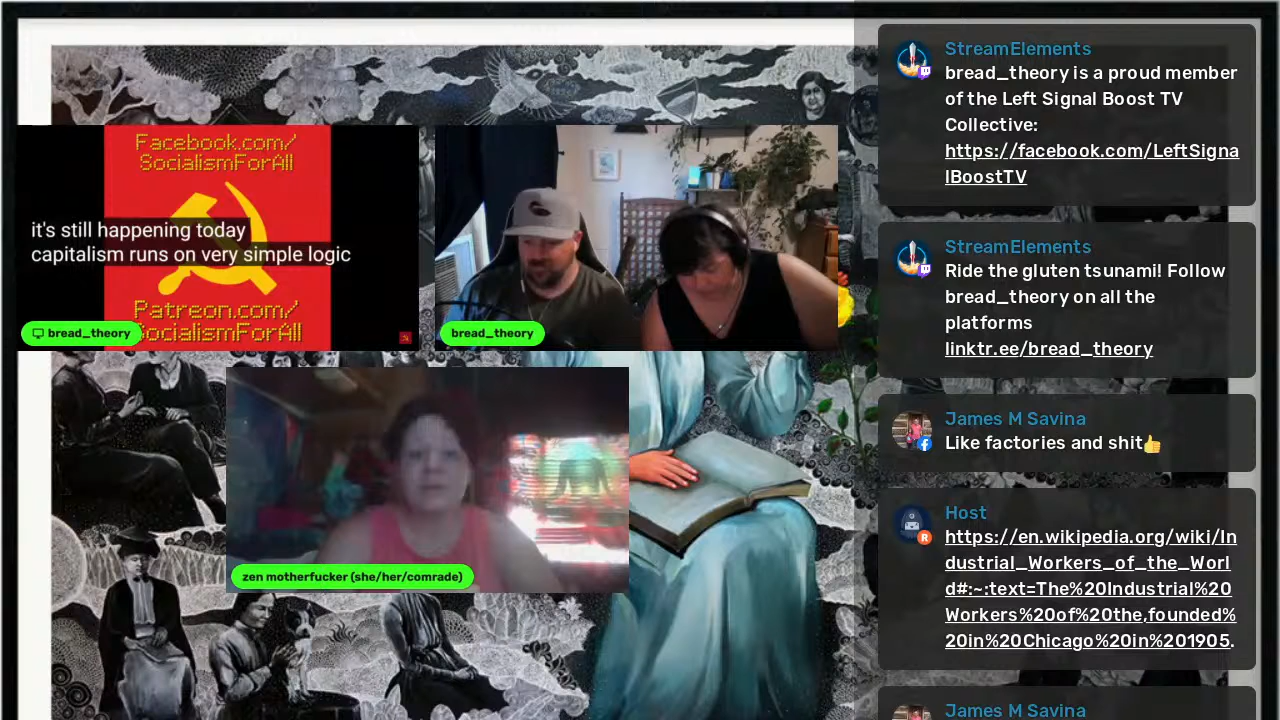 Facebook.com/
SocialismForAll
it's still happening today
capitalism runs on very simple logic
Patreon.com/
SocialismForAll
bread_theory
bread_theory
zen motherfucker (she/her/comrade)
StreamElements
bread_theory is a proud member
of the Left Signal Boost TV
Collective:
https://facebook.com/LeftSigna
lBoostTV
StreamElements
Ride the gluten tsunami! Follow
bread_theory on all the
platforms
linktr.ee/bread_theory
James M Savina
Like factories and shit👍
Host
https://en.wikipedia.org/wiki/In
dustrial_Workers_of_the_Worl
d#:~:text=The%20Industrial%20
Workers%20of%20the,founded%
20in%20Chicago%20in%201905.
James M Savina